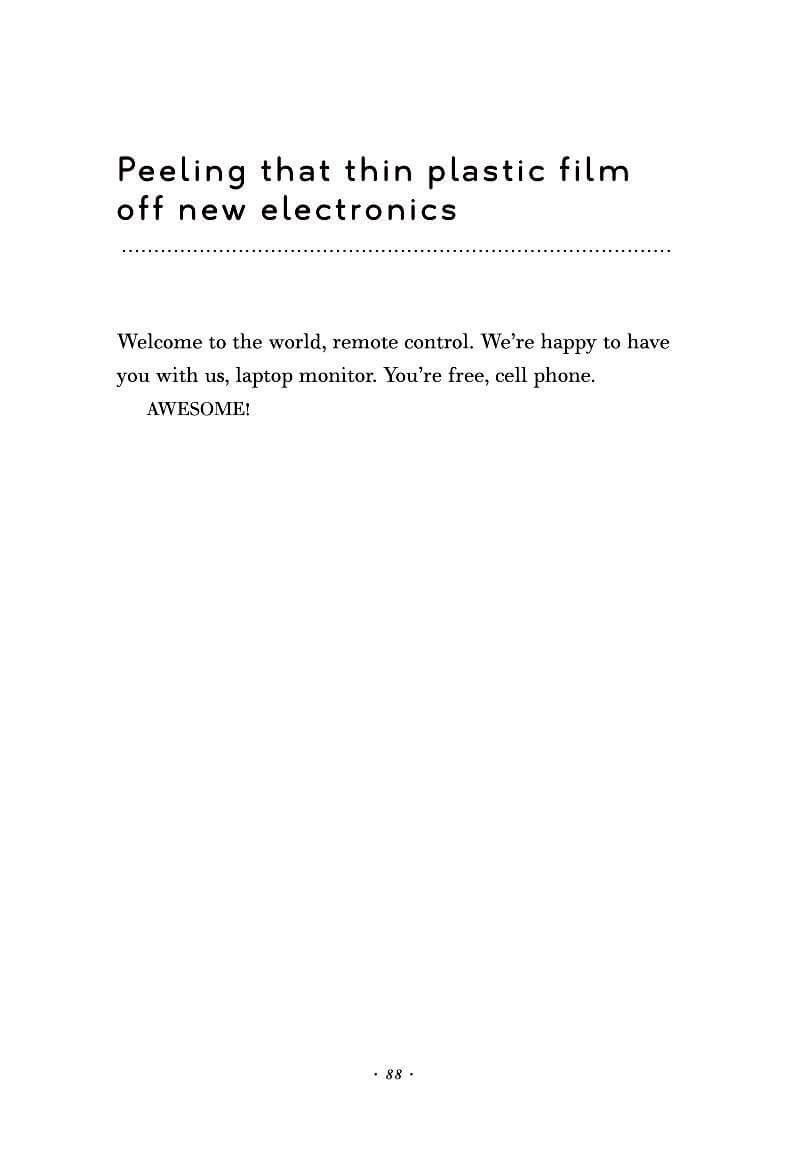 Peeling that thin plastic film
off new electronics
Welcome to the world, remote control. We’re happy to have
you with us, laptop monitor. You’re free, cell phone.
AWESOME!
· 88 ·